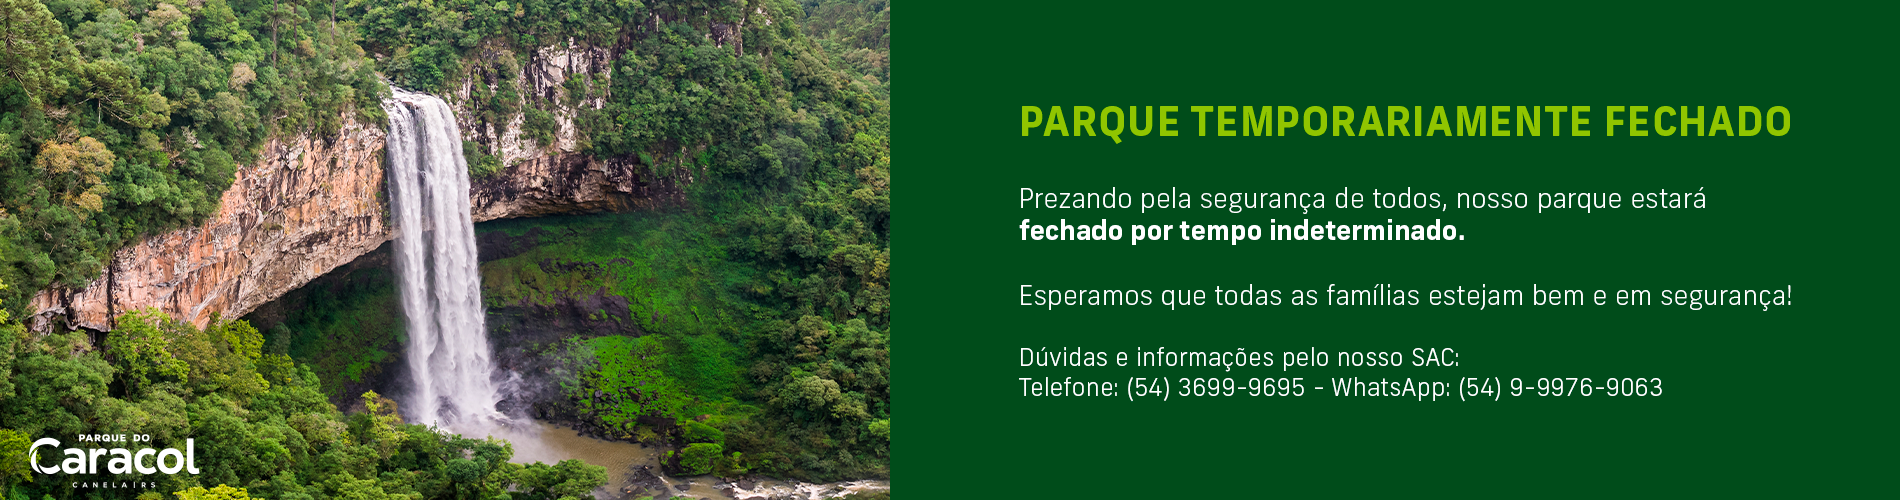 PARQUE DO
Caracol
CANELA|RS
PARQUE TEMPORARIAMENTE FECHADO
Prezando pela segurança de todos, nosso parque estará
fechado por tempo indeterminado.
Esperamos que todas as famílias estejam bem e em segurança!
Dúvidas e informações pelo nosso SAC:
Telefone: (54) 3699-9695 - WhatsApp: (54) 9-9976-9063